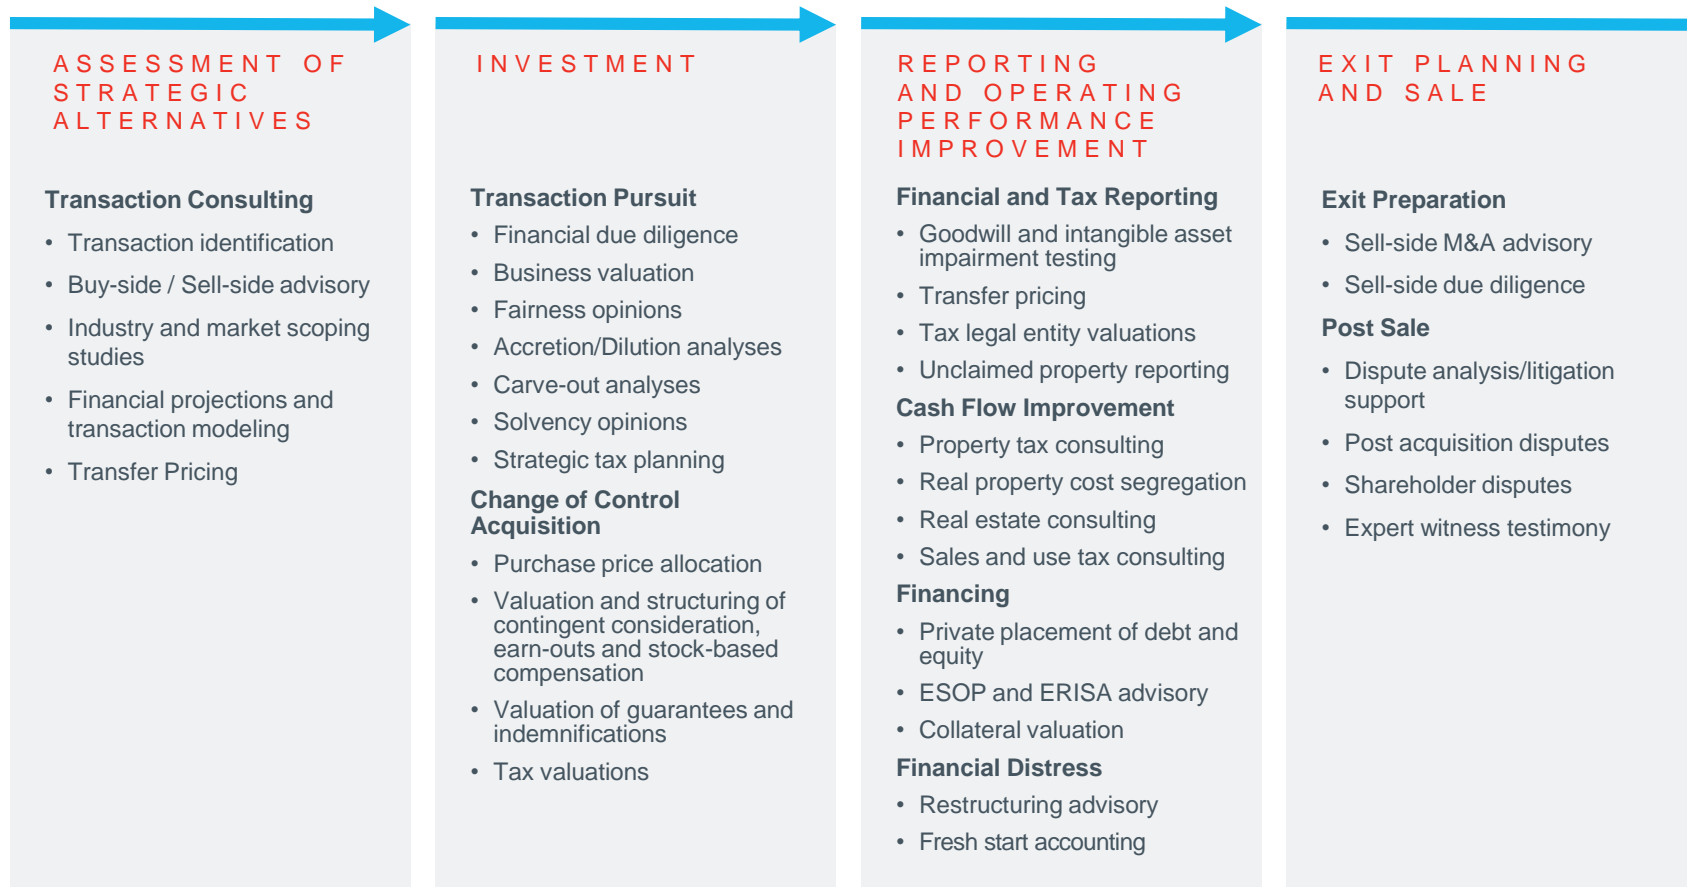 ASSESSMENT OF
STRATEGIC
ALTERNATIVES
Transaction Consulting
• Transaction identification
• Buy-side / Sell-side advisory
• Industry and market scoping
studies
• Financial projections and
transaction modeling
• Transfer Pricing
INVESTMENT
Transaction Pursuit
• Financial due diligence
• Business valuation
• Fairness opinions
• Accretion/Dilution analyses
• Carve-out analyses
• Solvency opinions
• Strategic tax planning
Change of Control
Acquisition
• Purchase price allocation
• Valuation and structuring of
contingent consideration,
earn-outs and stock-based
compensation
• Valuation of guarantees and
indemnifications
• Tax valuations
REPORTING
AND OPERATING
PERFORMANCE
IMPROVEMENT
Financial and Tax Reporting
• Goodwill and intangible asset
impairment testing
• Transfer pricing
• Tax legal entity valuations
• Unclaimed property reporting
Cash Flow Improvement
• Property tax consulting
• Real property cost segregation
• Real estate consulting
• Sales and use tax consulting
Financing
• Private placement of debt and
equity
• ESOP and ERISA advisory
• Collateral valuation
Financial Distress
• Restructuring advisory
• Fresh start accounting
EXIT PLANNING
AND SALE
Exit Preparation
• Sell-side M&A advisory
• Sell-side due diligence
Post Sale
• Dispute analysis/litigation
support
• Post acquisition disputes
• Shareholder disputes
• Expert witness testimony